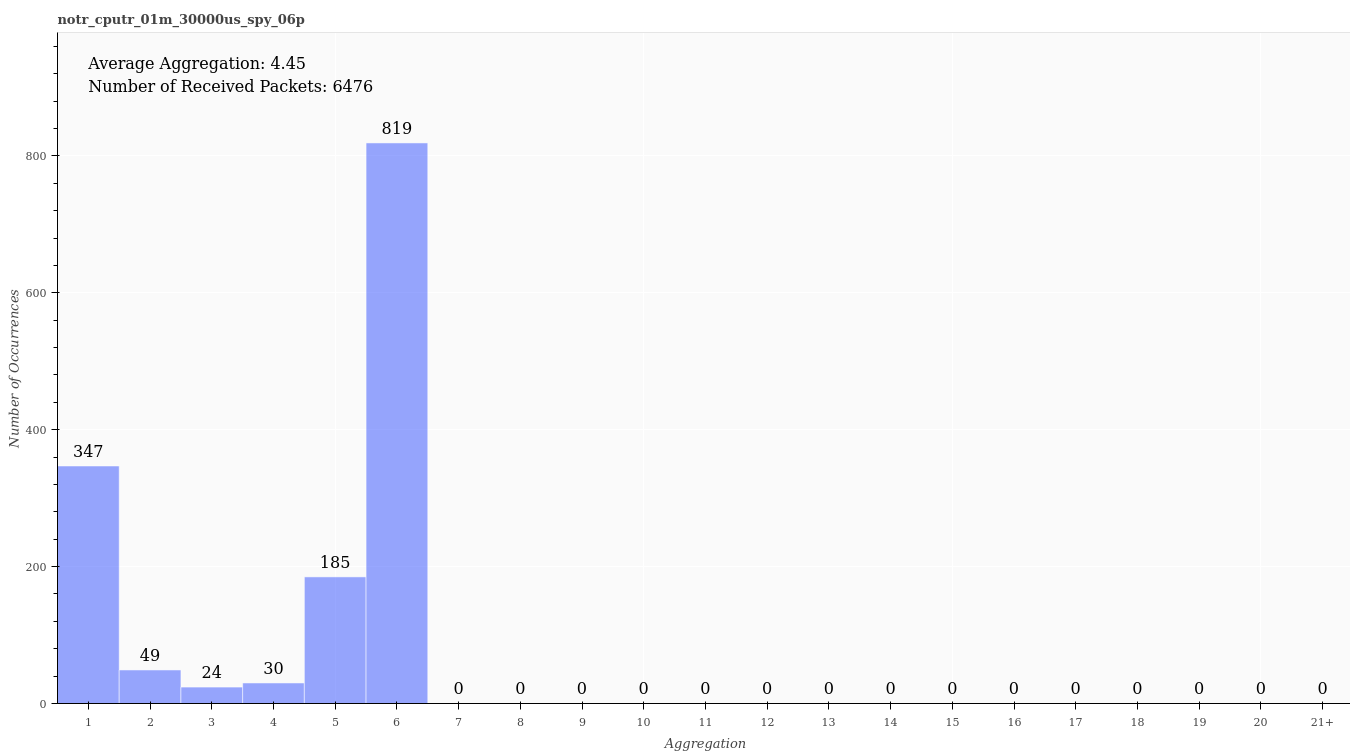 notr_cputr_01m_30000us_spy_06p
Average Aggregation: 4.45
Number of Received Packets: 6476
819
800
600
Number of Occurrences
400
347
200
185
49
24
30
0 0 0 0 0 0 0 0 0 0 0 0 0 0 0
0
1 2 3 4 5 6 7 8 9 10 11 12 13 14 15 16 17 18 19 20 21+
Aggregation